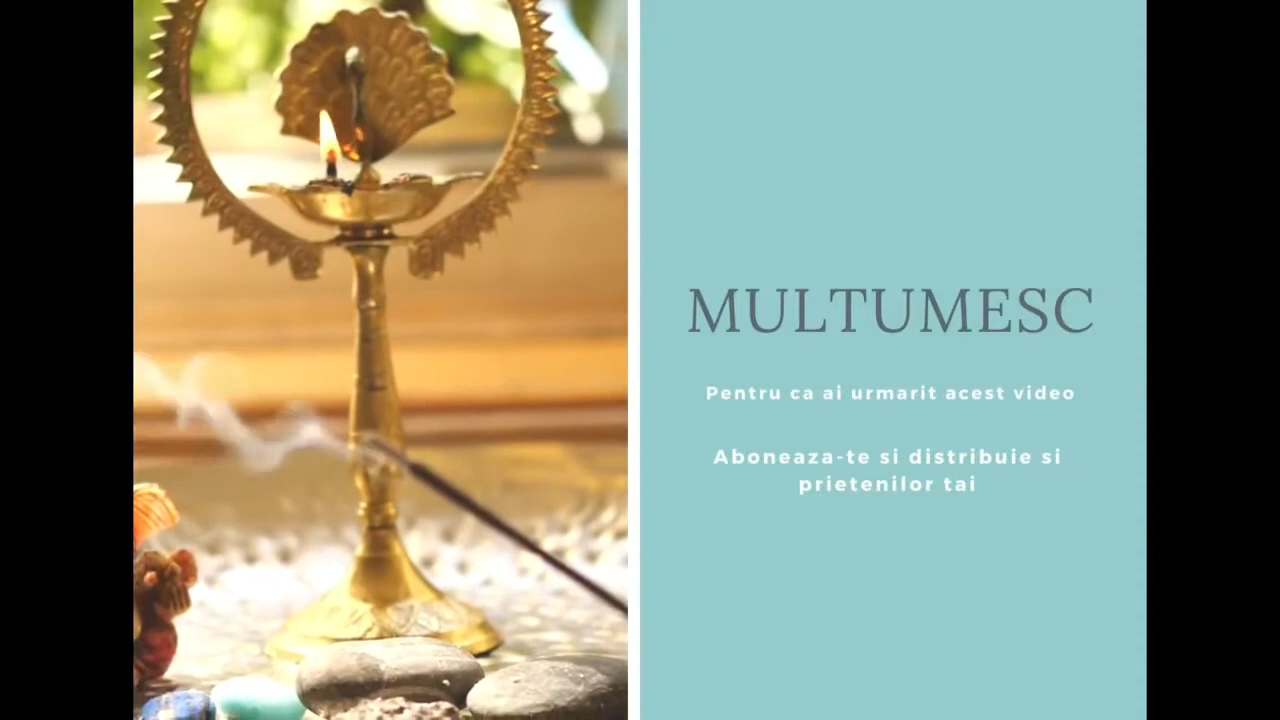 MULTUMESC
Pentru ca ai urmarit acest video
Aboneaza-te si distribuie si
prietenilor tai